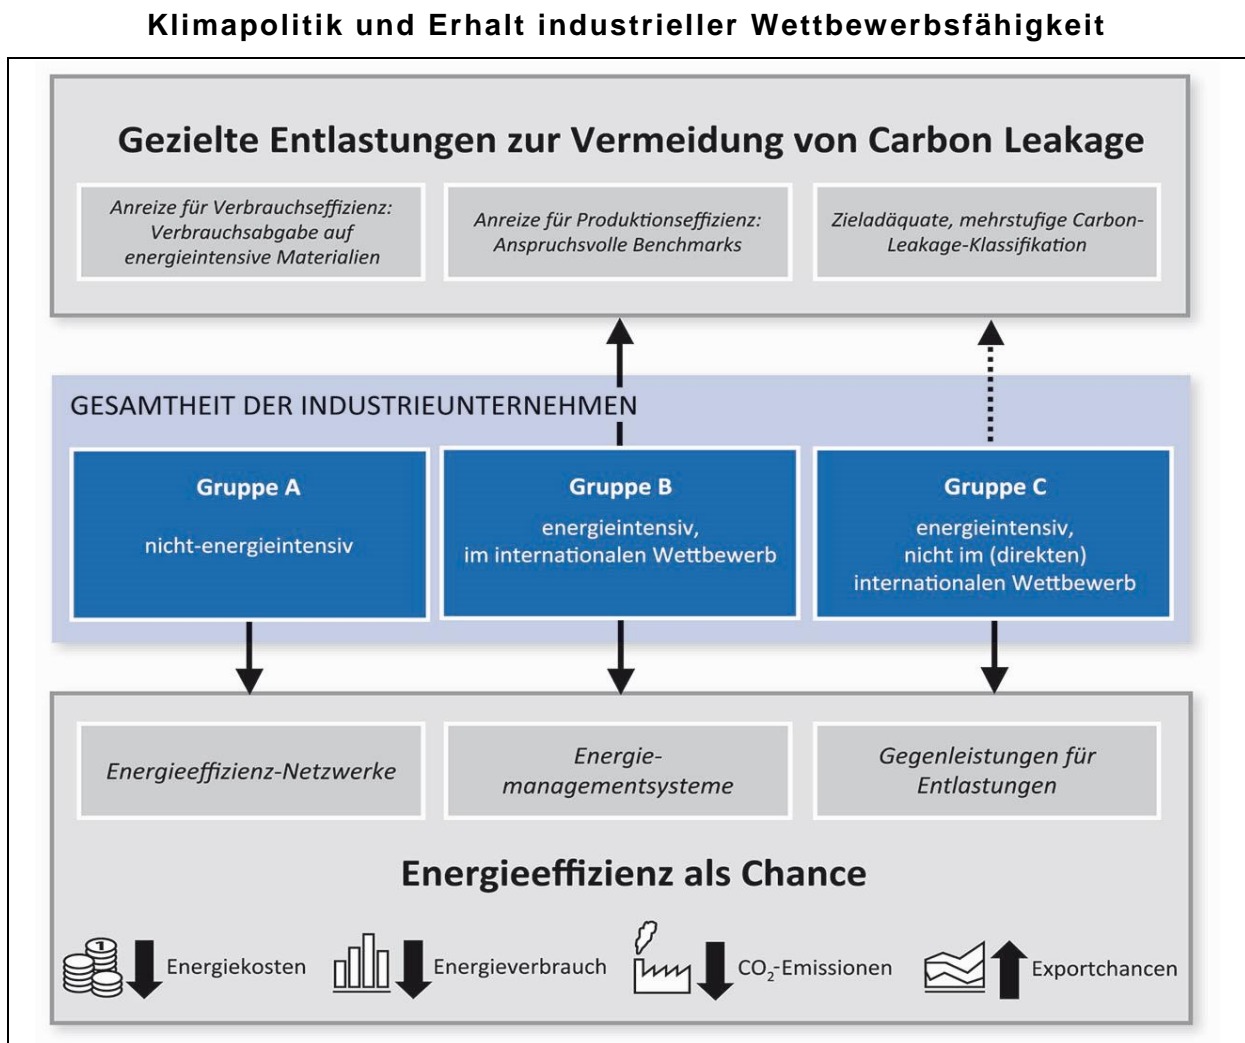 Klimapolitik und Erhalt industrieller Wettbewerbsfähigkeit
Gezielte Entlastungen zur Vermeidung von Carbon Leakage
Anreize für Verbrauchseffizienz:
Verbrauchsabgabe auf
energieintensive Materialien
Anreize für Produktionseffizienz:
Anspruchsvolle Benchmarks
Zieladäquate, mehrstufige Carbon-
Leakage-Klassifikation
GESAMTHEIT DER INDUSTRIEUNTERNEHMEN
Gruppe A
nicht-energieintensiv
Gruppe B
energieintensiv,
im internationalen Wettbewerb
Gruppe C
energieintensiv,
nicht im (direkten)
internationalen Wettbewerb
Energieeffizienz-Netzwerke
Energie-
managementsysteme
Gegenleistungen für
Entlastungen
Energieeffizienz als Chance
1
Energiekosten
Energieverbrauch
CO₂-Emissionen
Exportchancen